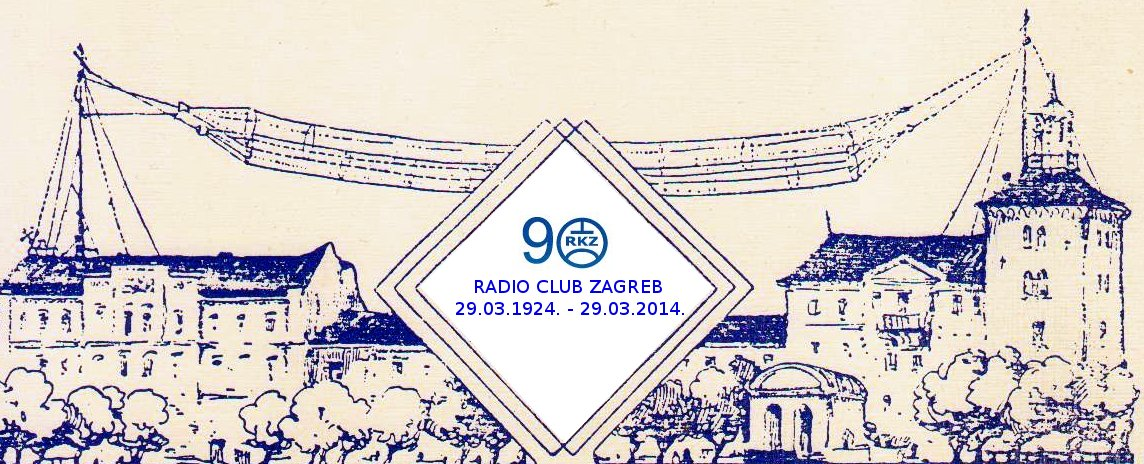 90
RKZ
RADIO CLUB ZAGREB
29.03.1924. - 29.03.2014.